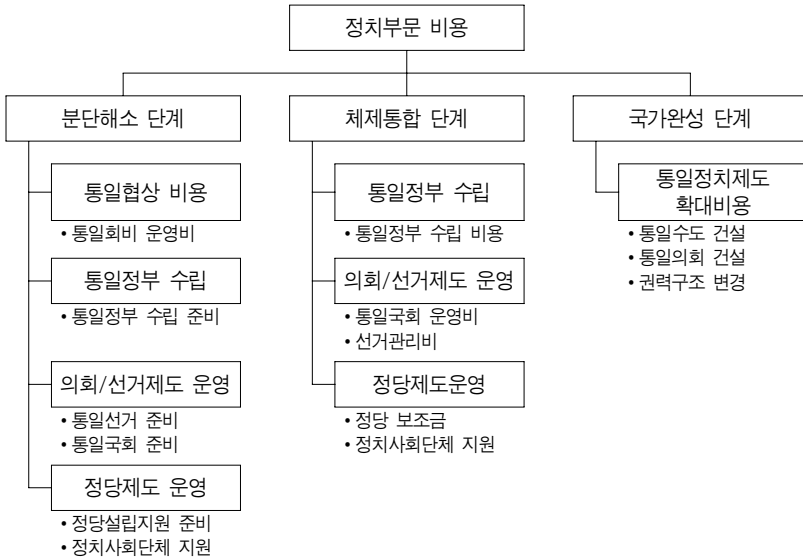 정치부문 비용
분단해소 단계
통일협상 비용
• 통일회비 운영비
통일정부 수립
• 통일정부 수립 준비
의회/선거제도 운영
• 통일선거 준비
• 통일국회 준비
정당제도 운영
• 정당설립지원 준비
• 정치사회단체 지원
체제통합 단계
통일정부 수립
• 통일정부 수립 비용
의회/선거제도 운영
• 통일국회 운영비
• 선거관리비
정당제도운영
• 정당 보조금
• 정치사회단체 지원
국가완성 단계
통일정치제도
확대비용
• 통일수도 건설
• 통일의회 건설
• 권력구조 변경